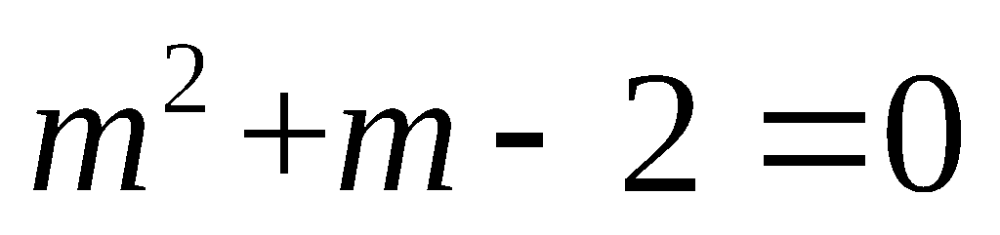 m² + m - 2 = 0